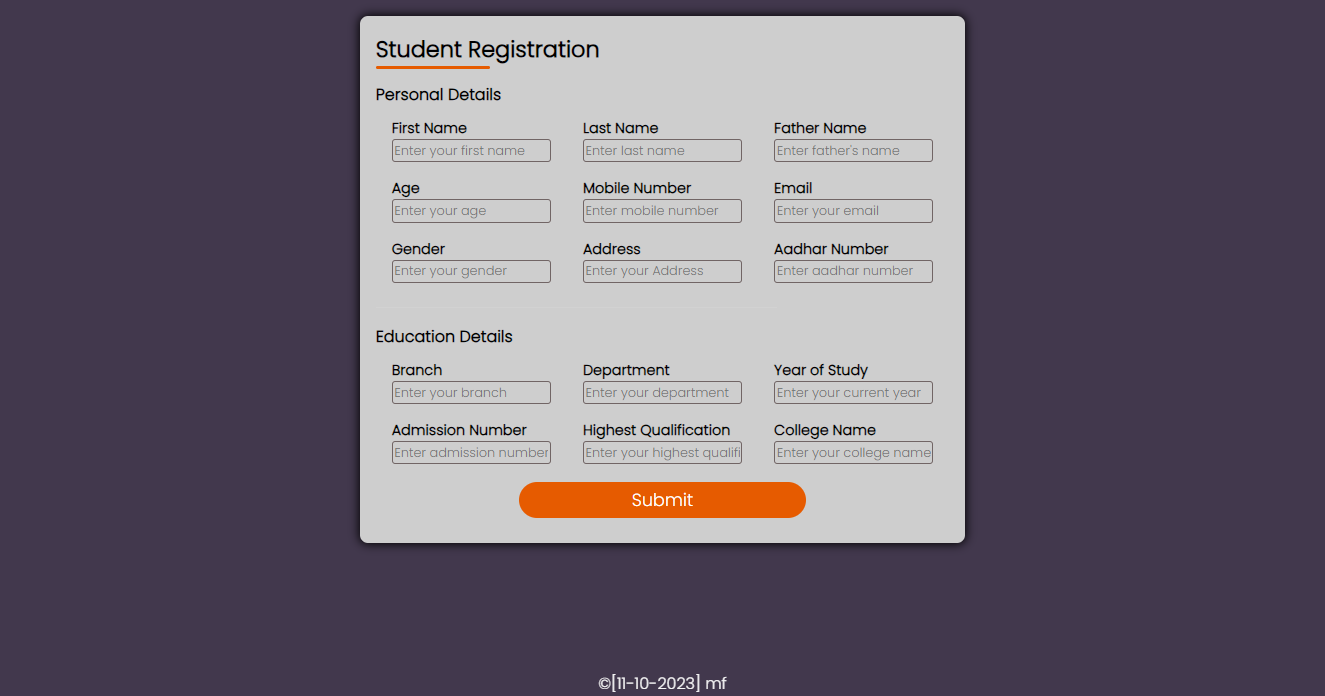 Student Registration
Personal Details
First Name Last Name Father Name
Enter your first name Enter last name Enter father's name
Age Mobile Number Email
Enter your age Enter mobile number Enter your email
Gender Address Aadhar Number
Enter your gender Enter your Address Enter aadhar number
Education Details
Branch Department Year of Study
Enter your branch Enter your department Enter your current year
Admission Number Highest Qualification College Name
Enter admission number Enter your highest qualifi Enter your college name
Submit
©[11-10-2023] mf